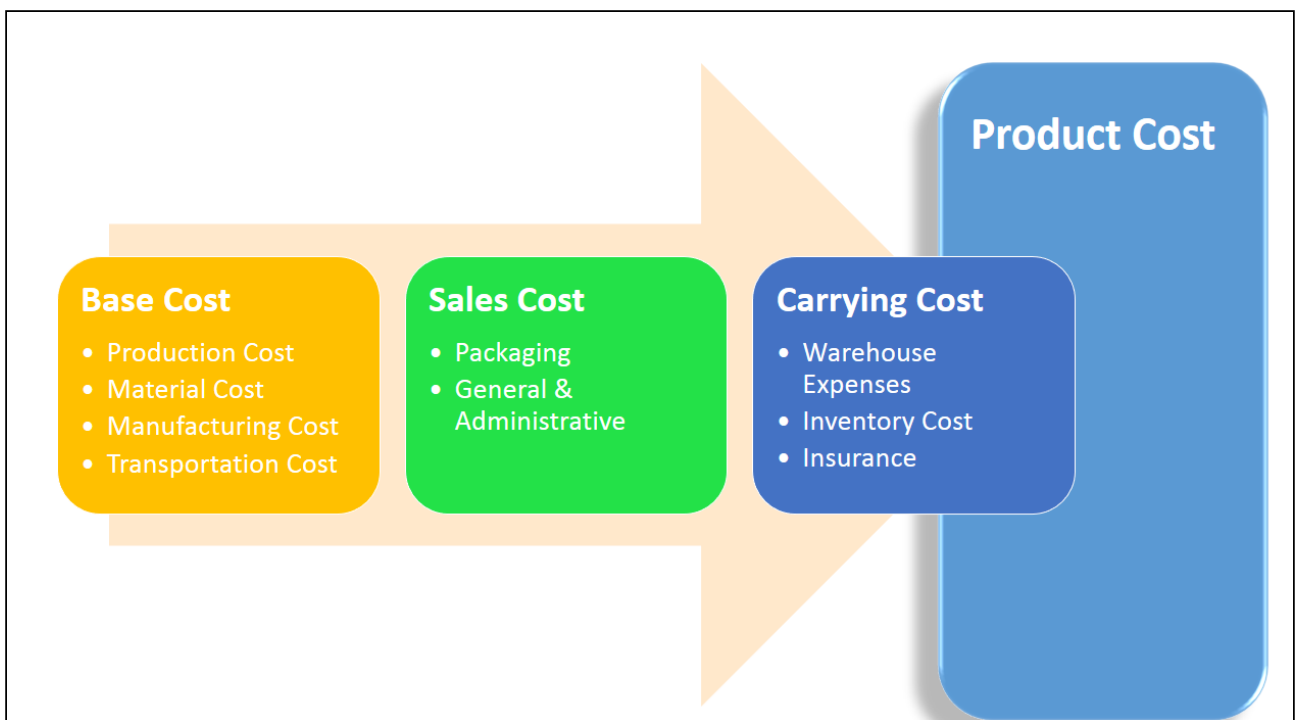 Product Cost
Base Cost
• Production Cost
• Material Cost
• Manufacturing Cost
• Transportation Cost
Sales Cost
• Packaging
• General &
Administrative
Carrying Cost
• Warehouse
Expenses
• Inventory Cost
• Insurance